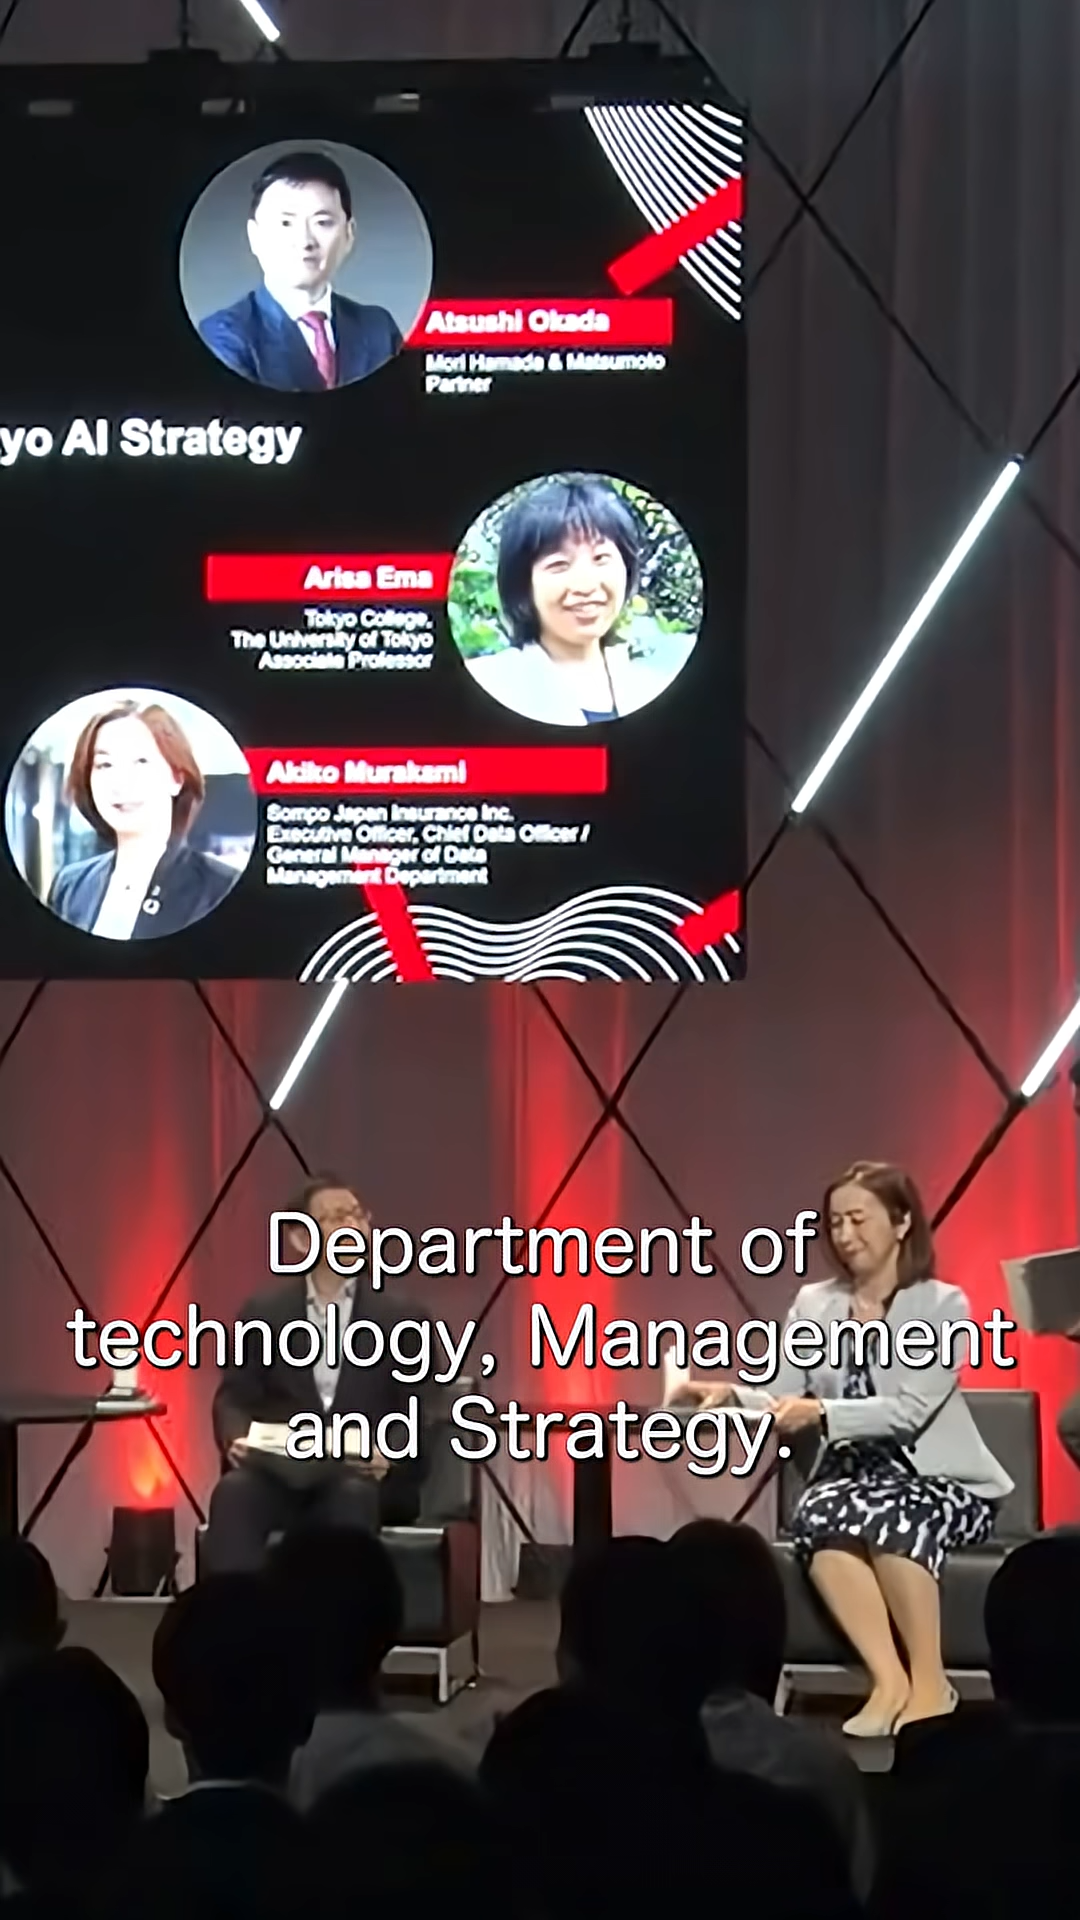 Atsushi Okada
Mori Hamada & Matsumoto
Partner
yo AI Strategy
Arisa Ema
Tokyo College,
The University of Tokyo
Associate Professor
Akiko Murakami
Sompo Japan Insurance Inc.
Executive Officer, Chief Data Officer /
General Manager of Data
Management Department
Department of
technology, Management
and Strategy.